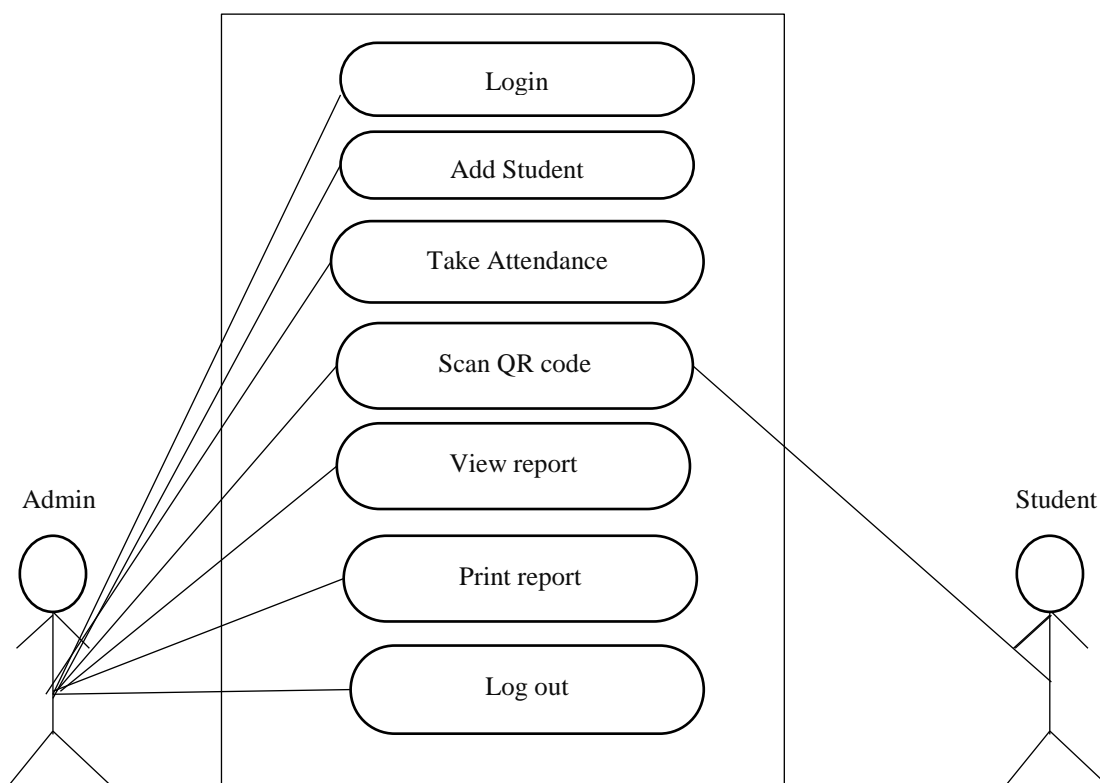 Login
Add Student
Take Attendance
Scan QR code
View report
Admin
Student
Print report
Log out